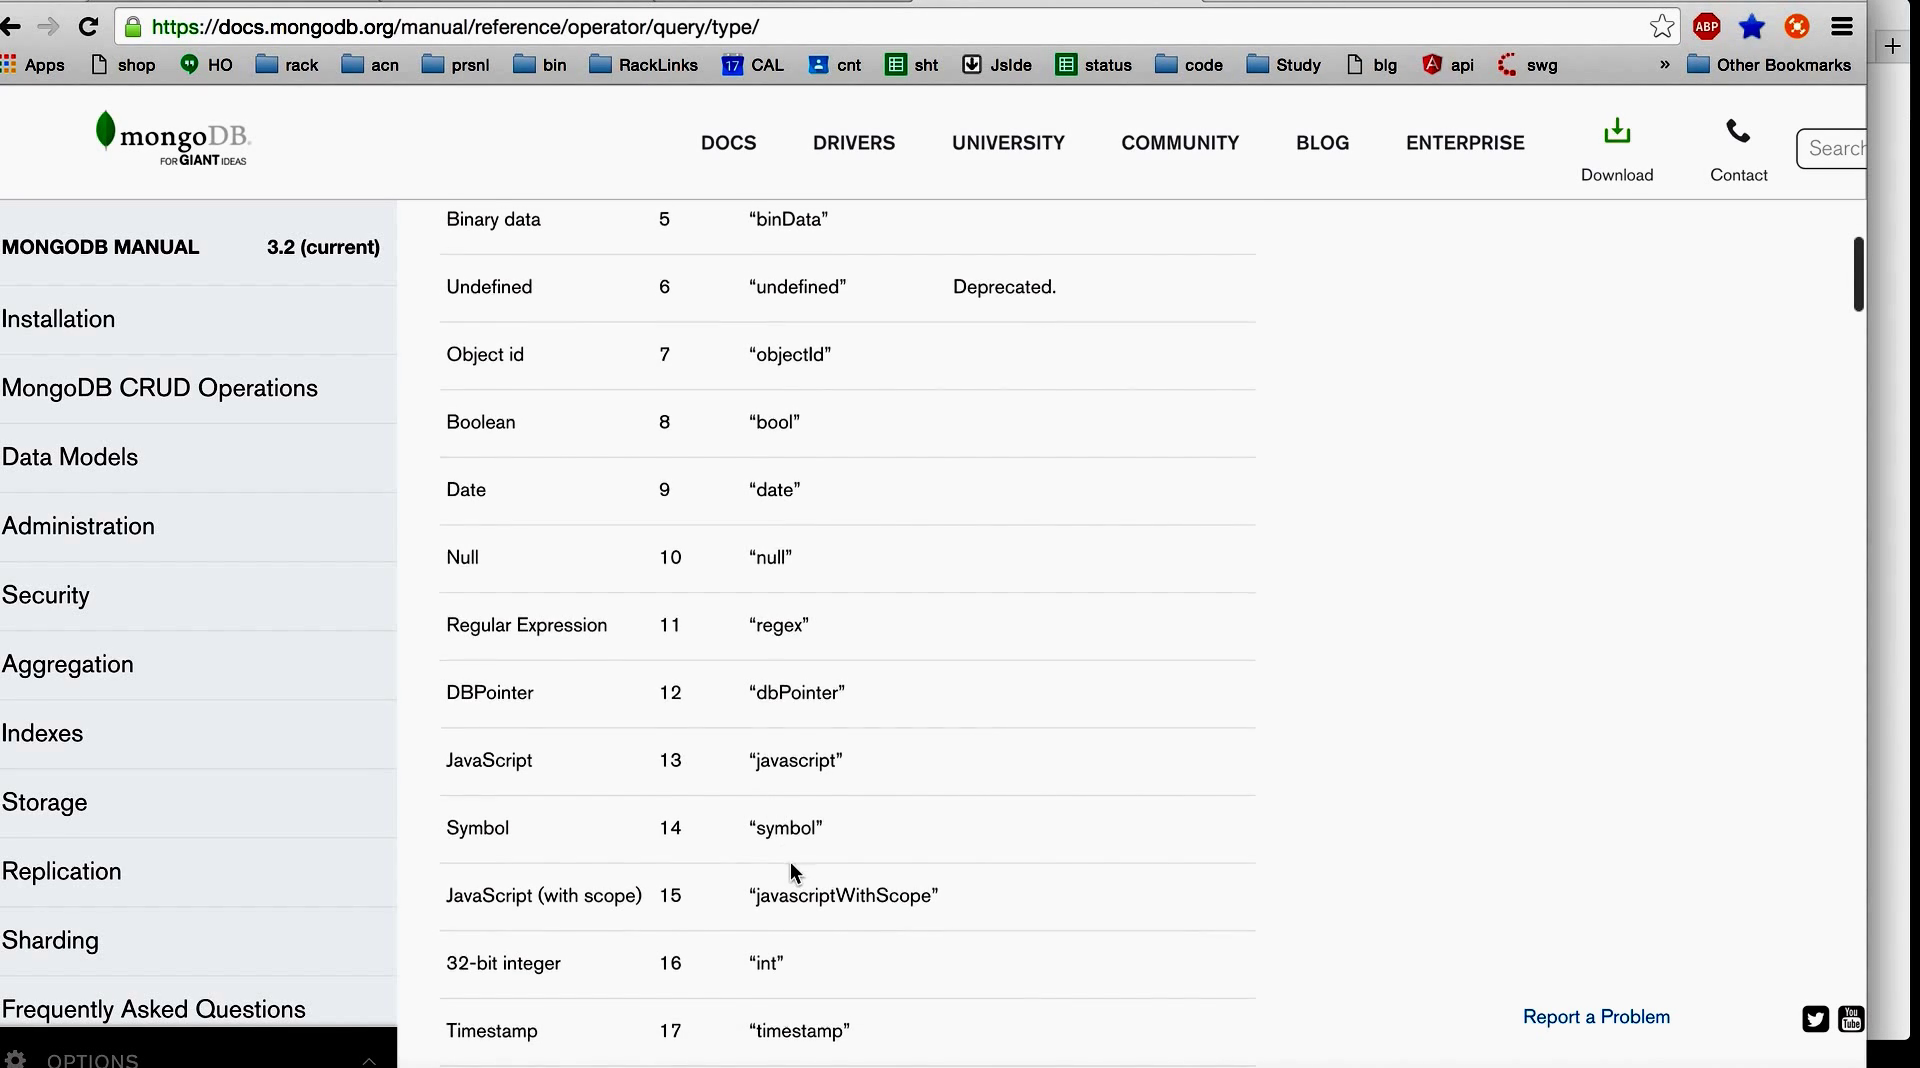 https://docs.mongodb.org/manual/reference/operator/query/type/
ABP
Apps shop HO rack acn prsnl bin RackLinks 17 CAL cnt sht JsIde status code Study blg api swg » Other Bookmarks
mongoDB.
FOR GIANT IDEAS
DOCS DRIVERS UNIVERSITY COMMUNITY BLOG ENTERPRISE Download Contact Search
MONGODB MANUAL 3.2 (current)
Installation
MongoDB CRUD Operations
Data Models
Administration
Security
Aggregation
Indexes
Storage
Replication
Sharding
Frequently Asked Questions
OPTIONS
Binary data 5 “binData”
Undefined 6 “undefined” Deprecated.
Object id 7 “objectId”
Boolean 8 “bool”
Date 9 “date”
Null 10 “null”
Regular Expression 11 “regex”
DBPointer 12 “dbPointer”
JavaScript 13 “javascript”
Symbol 14 “symbol”
JavaScript (with scope) 15 “javascriptWithScope”
32-bit integer 16 “int”
Timestamp 17 “timestamp”
Report a Problem
You
Tube